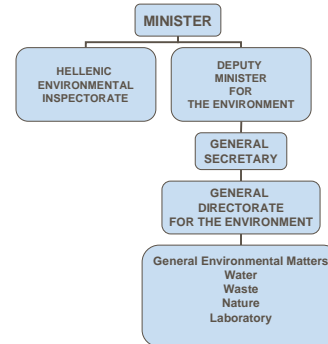 MINISTER
HELLENIC
ENVIRONMENTAL
INSPECTORATE
DEPUTY
MINISTER
FOR
THE ENVIRONMENT
GENERAL
SECRETARY
GENERAL
DIRECTORATE
FOR THE ENVIRONMENT
General Environmental Matters
Water
Waste
Nature
Laboratory